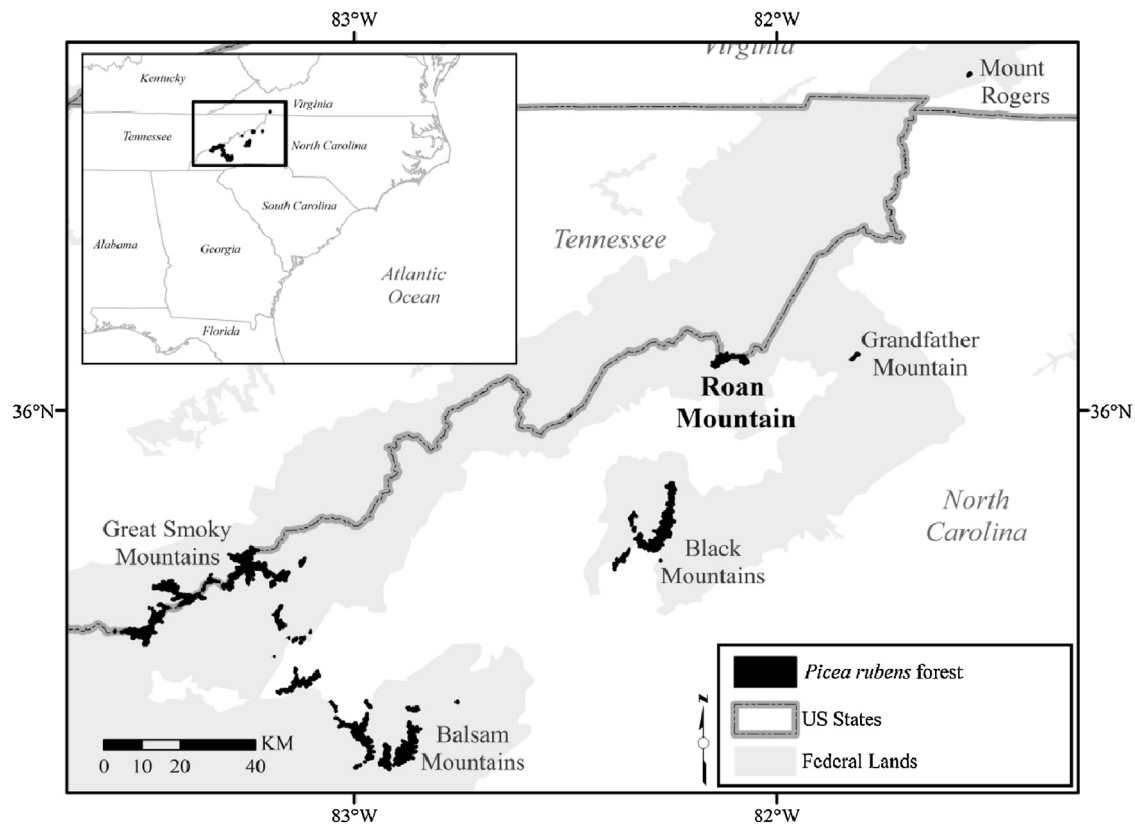 83°W
82°W
Virginia
Mount
Rogers
Kentucky
Virginia
Tennessee
North Carolina
South Carolina
Alabama
Georgia
Atlantic
Ocean
Florida
Tennessee
Grandfather
Mountain
Roan
Mountain
36°N
36°N
North
Carolina
Great Smoky
Mountains
Black
Mountains
Balsam
Mountains
KM
0 10 20 40
N
Picea rubens forest
US States
Federal Lands
83°W
82°W